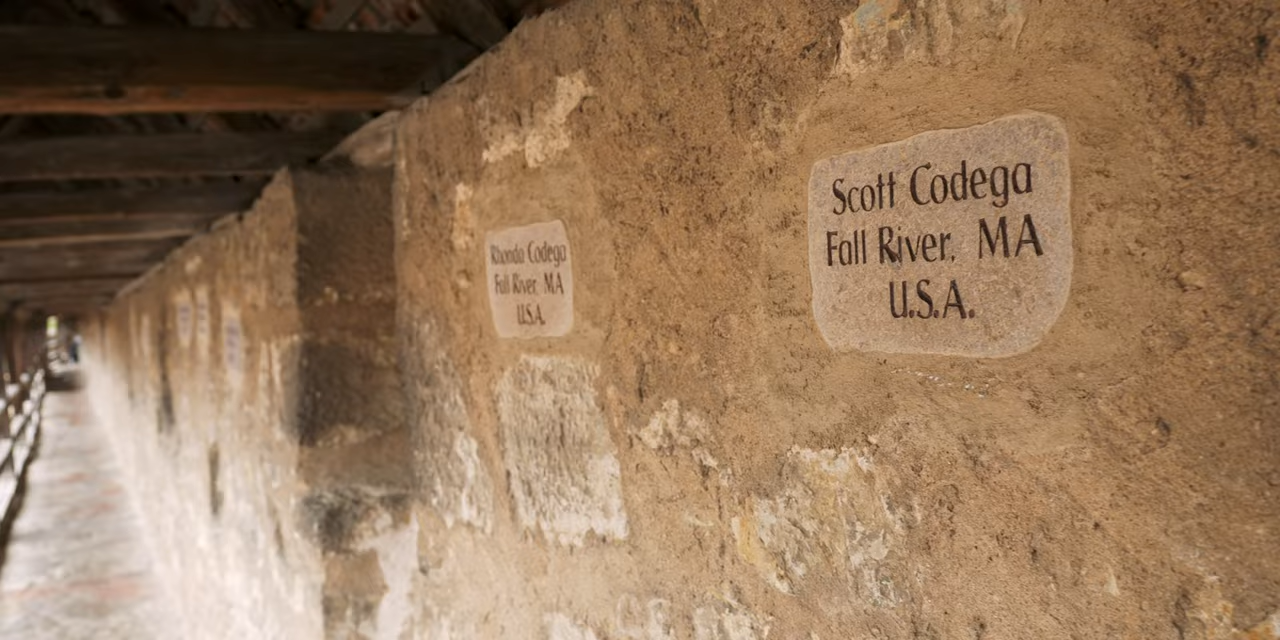 Rhonda Codega
Fall River, MA
U.S.A.
Scott Codega
Fall River, MA
U.S.A.